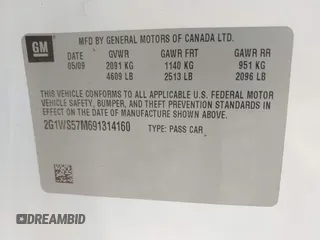 GM
MFD BY GENERAL MOTORS OF CANADA LTD.
DATE GVWR GAWR FRT GAWR RR
05/09 2091 KG 1140 KG 951 KG
4609 LB 2513 LB 2096 LB
THIS VEHICLE CONFORMS TO ALL APPLICABLE U.S. FEDERAL MOTOR
VEHICLE SAFETY, BUMPER, AND THEFT PREVENTION STANDARDS IN
EFFECT ON THE DATE OF MANUFACTURE SHOWN ABOVE.
2G1WS57M691314160 TYPE: PASS CAR
DREAMBID